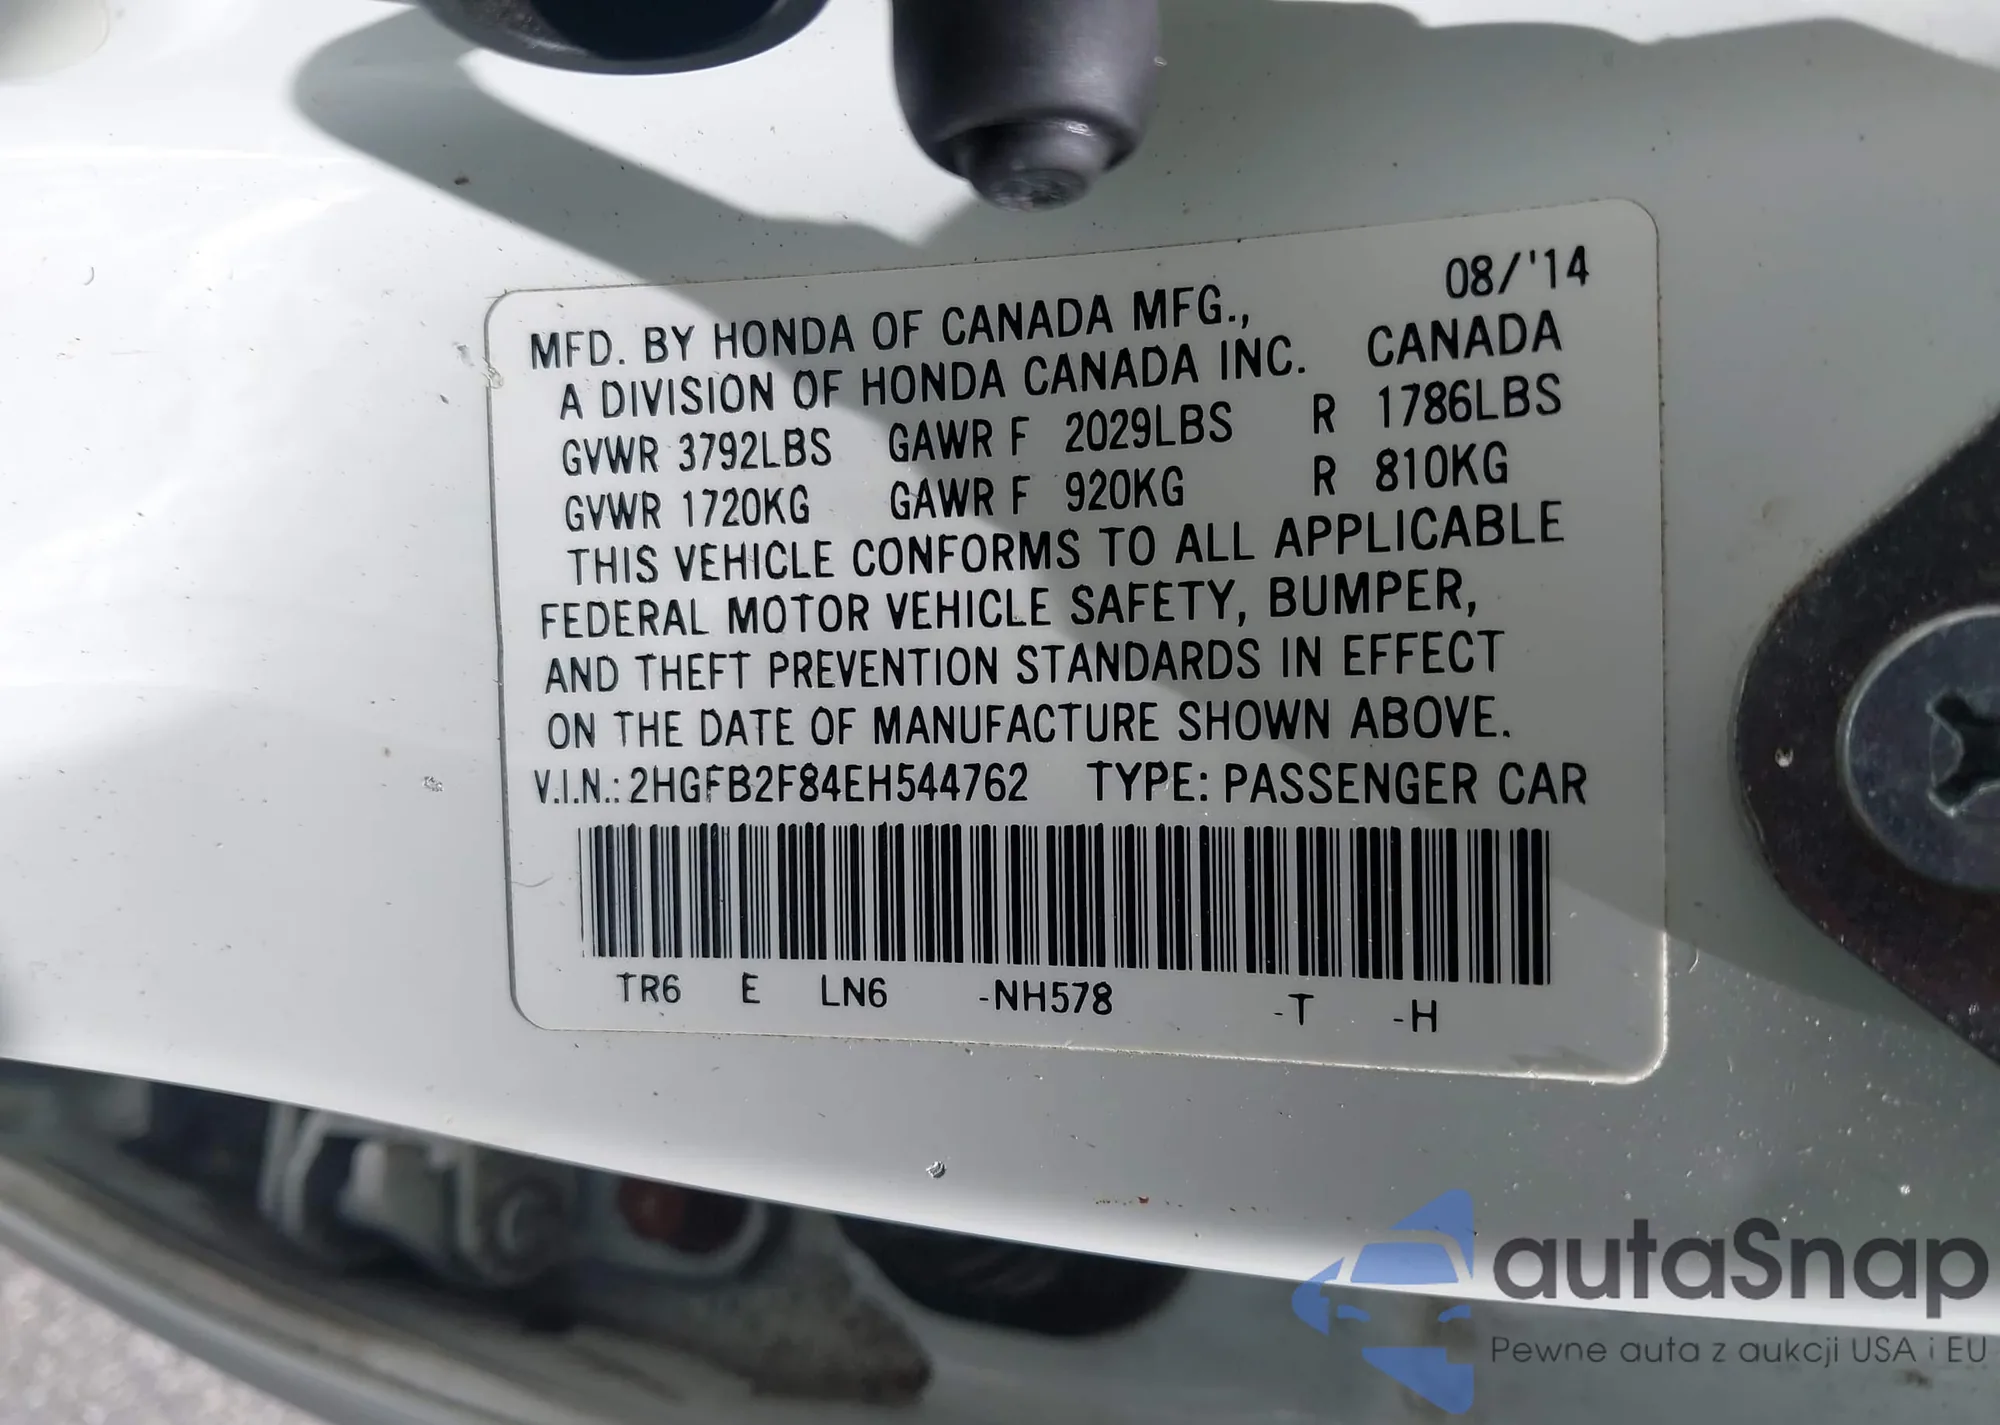 08/'14
MFD. BY HONDA OF CANADA MFG.,
A DIVISION OF HONDA CANADA INC. CANADA
GVWR 3792LBS GAWR F 2029LBS R 1786LBS
GVWR 1720KG GAWR F 920KG R 810KG
THIS VEHICLE CONFORMS TO ALL APPLICABLE
FEDERAL MOTOR VEHICLE SAFETY, BUMPER,
AND THEFT PREVENTION STANDARDS IN EFFECT
ON THE DATE OF MANUFACTURE SHOWN ABOVE.
V.I.N.: 2HGFB2F84EH544762 TYPE: PASSENGER CAR
TR6 E LN6 -NH578 -T -H
autaSnap
Pewne auta z aukcji USA i EU